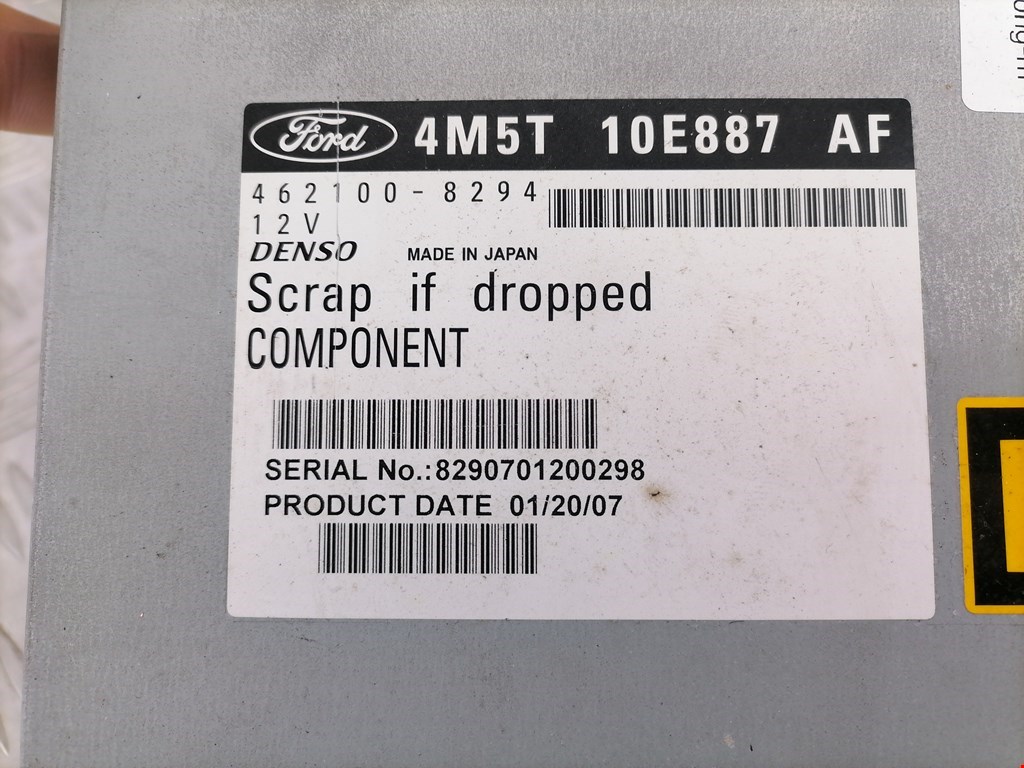 Ford 4M5T 10E887 AF
462100-8294
12V
DENSO MADE IN JAPAN
Scrap if dropped
COMPONENT
SERIAL No.:8290701200298
PRODUCT DATE 01/20/07